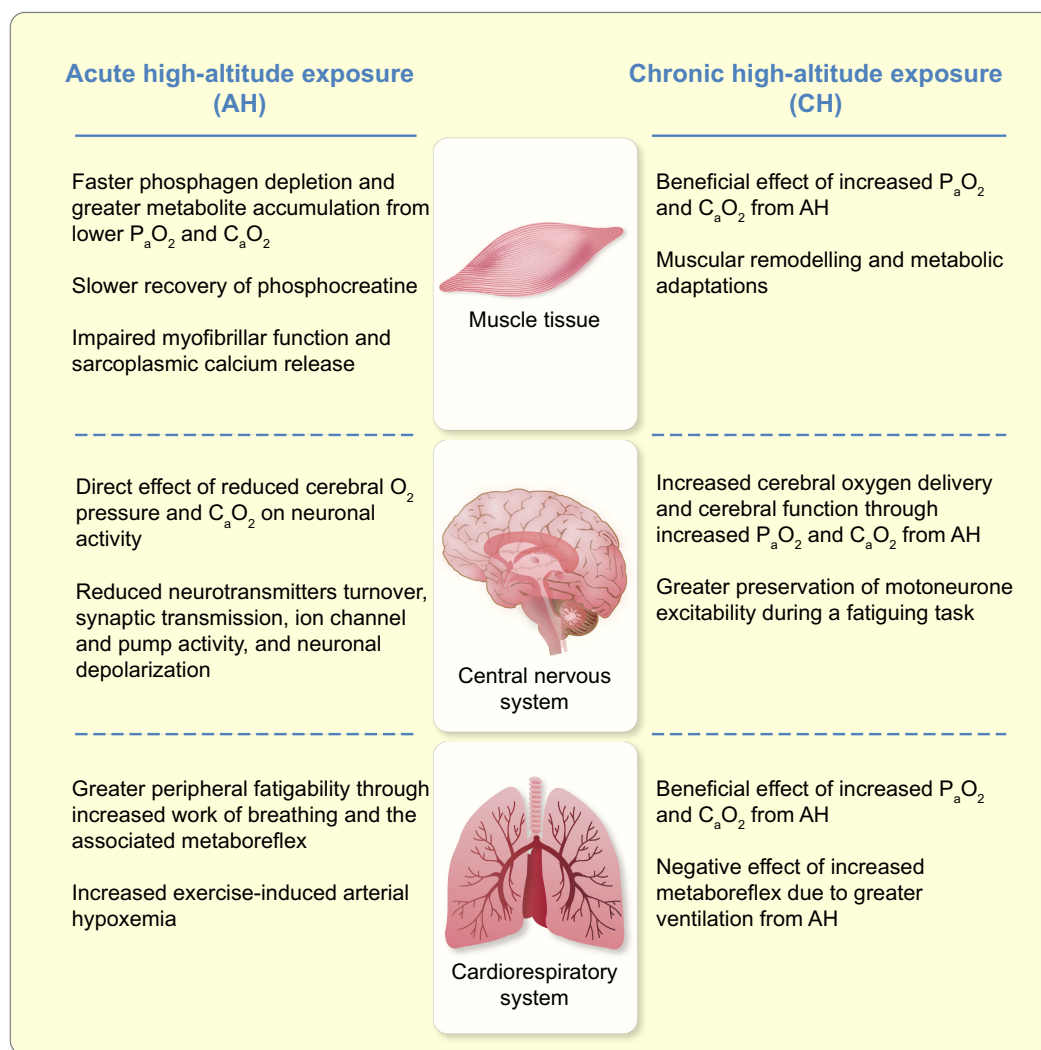 Acute high-altitude exposure
(AH)
Chronic high-altitude exposure
(CH)
Faster phosphagen depletion and
greater metabolite accumulation from
lower PₐO₂ and CₐO₂
Slower recovery of phosphocreatine
Impaired myofibrillar function and
sarcoplasmic calcium release
Muscle tissue
Beneficial effect of increased PₐO₂
and CₐO₂ from AH
Muscular remodelling and metabolic
adaptations
Direct effect of reduced cerebral O₂
pressure and CₐO₂ on neuronal
activity
Reduced neurotransmitters turnover,
synaptic transmission, ion channel
and pump activity, and neuronal
depolarization
Central nervous
system
Increased cerebral oxygen delivery
and cerebral function through
increased PₐO₂ and CₐO₂ from AH
Greater preservation of motoneurone
excitability during a fatiguing task
Greater peripheral fatigability through
increased work of breathing and the
associated metaboreflex
Increased exercise-induced arterial
hypoxemia
Cardiorespiratory
system
Beneficial effect of increased PₐO₂
and CₐO₂ from AH
Negative effect of increased
metaboreflex due to greater
ventilation from AH